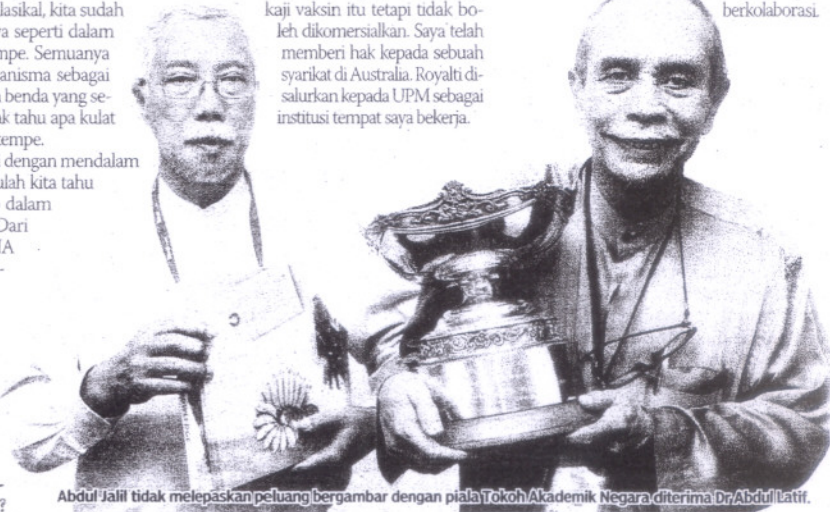 lasikal, kita sudah
a seperti dalam
mpe. Semuanya
anisma sebagai
benda yang se-
ak tahu apa kulat
tempe.
dengan mendalam
ulah kita tahu
dalam
Dari
IA
-
?
kaji vaksin itu tetapi tidak bo-
leh dikomersialkan. Saya telah
memberi hak kepada sebuah
syarikat di Australia. Royalti di-
salurkan kepada UPM sebagai
institusi tempat saya bekerja.
berkolaborasi.
Abdul Jalil tidak melepaskan peluang bergambar dengan piala Tokoh Akademik Negara diterima Dr Abdul Latif.